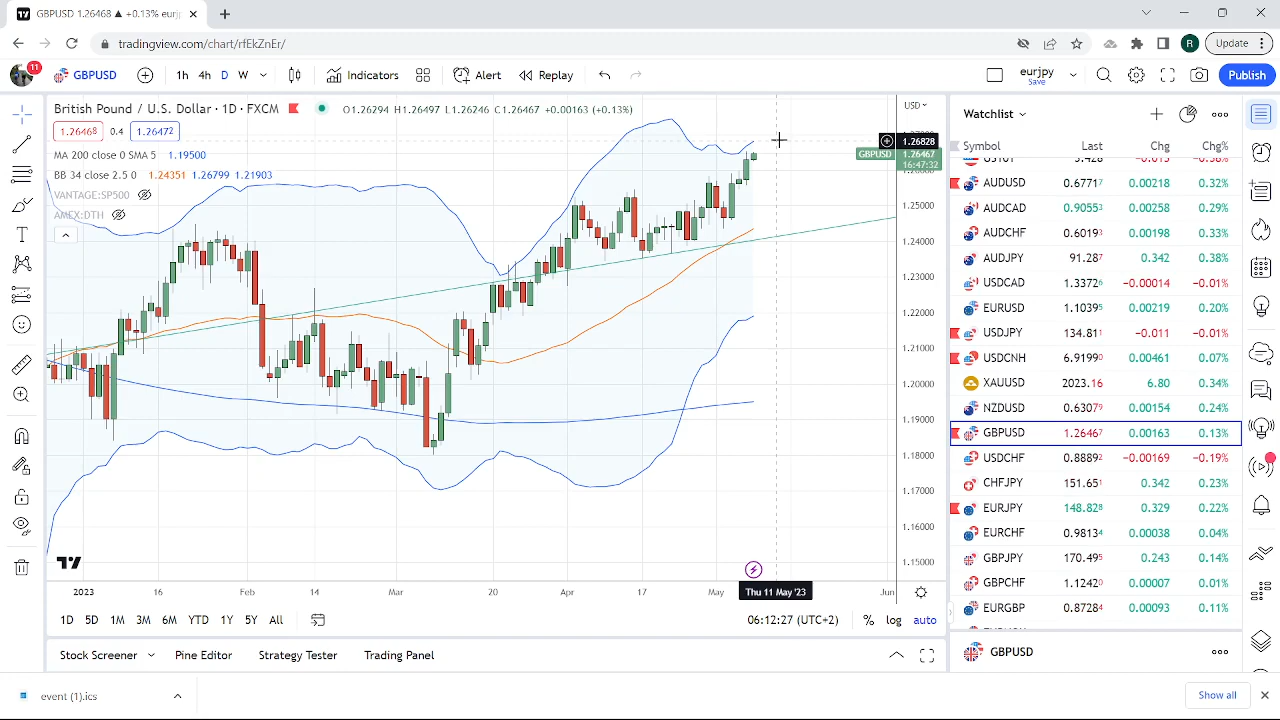 GBPUSD 1.26468 ▲ +0.13% eurj
tradingview.com/chart/rfEkZnEr/
R
Update
11
GBPUSD
1h 4h D W
Indicators
Alert
Replay
eurjpy
Save
Publish
British Pound / U.S. Dollar · 1D · FXCM
O1.26294 H1.26497 L1.26246 C1.26467 +0.00163 (+0.13%)
USD
1.26468 0.4 1.26472
MA 200 close 0 SMA 5 1.19500
BB 34 close 2.5 0 1.24351 1.26799 1.21903
VANTAGE:SP500
AMEX:DTH
1.26828
GBPUSD 1.26467
16:47:32
1.25000
1.24000
1.23000
1.22000
1.21000
1.20000
1.19000
1.18000
1.17000
1.16000
1.15000
2023 16 Feb 14 Mar 20 Apr 17 May Thu 11 May '23 Jun
1D 5D 1M 3M 6M YTD 1Y 5Y All
06:12:27 (UTC+2)
% log auto
Stock Screener Pine Editor Strategy Tester Trading Panel
Watchlist
Symbol Last Chg Chg%
AUDUSD 0.67717 0.00218 0.32%
AUDCAD 0.90553 0.00258 0.29%
AUDCHF 0.60193 0.00198 0.33%
AUDJPY 91.287 0.342 0.38%
USDCAD 1.33726 −0.00014 −0.01%
EURUSD 1.10395 0.00219 0.20%
USDJPY 134.811 −0.011 −0.01%
USDCNH 6.91990 0.00461 0.07%
XAUUSD 2023.16 6.80 0.34%
NZDUSD 0.63079 0.00154 0.24%
GBPUSD 1.26467 0.00163 0.13%
USDCHF 0.88892 −0.00169 −0.19%
CHFJPY 151.651 0.342 0.23%
EURJPY 148.828 0.329 0.22%
EURCHF 0.98134 0.00038 0.04%
GBPJPY 170.495 0.243 0.14%
GBPCHF 1.12420 0.00007 0.01%
EURGBP 0.87284 0.00093 0.11%
GBPUSD
event (1).ics
Show all